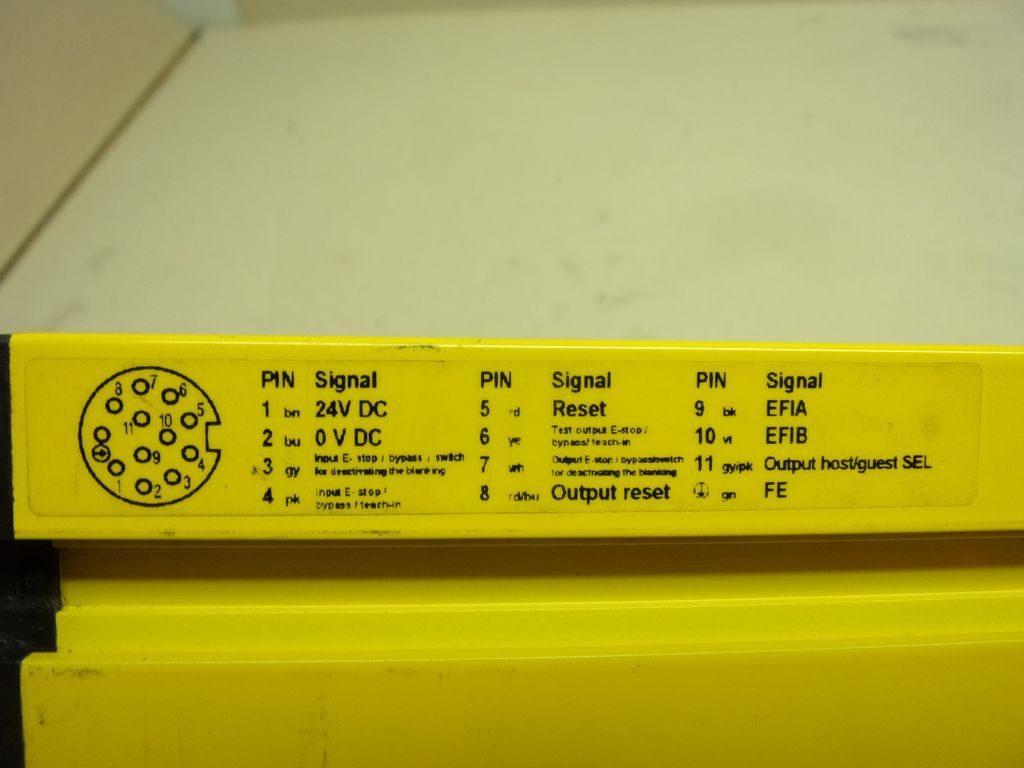 8 7 6
5
11 10
9
4
1 2 3
PIN Signal
1 bn 24V DC
2 bu 0 V DC
3 gy Input E-stop / bypass / switch
for deactivating the blanking
4 pk Input E-stop /
bypass / teach-in
PIN Signal
5 rd Reset
6 ye Test output E-stop /
bypass/ teach-in
7 wh Output E-stop / bypass/switch
for deactivating the blanking
8 rd/bu Output reset
PIN Signal
9 bk EFIA
10 vi EFIB
11 gy/pk Output host/guest SEL
gn FE